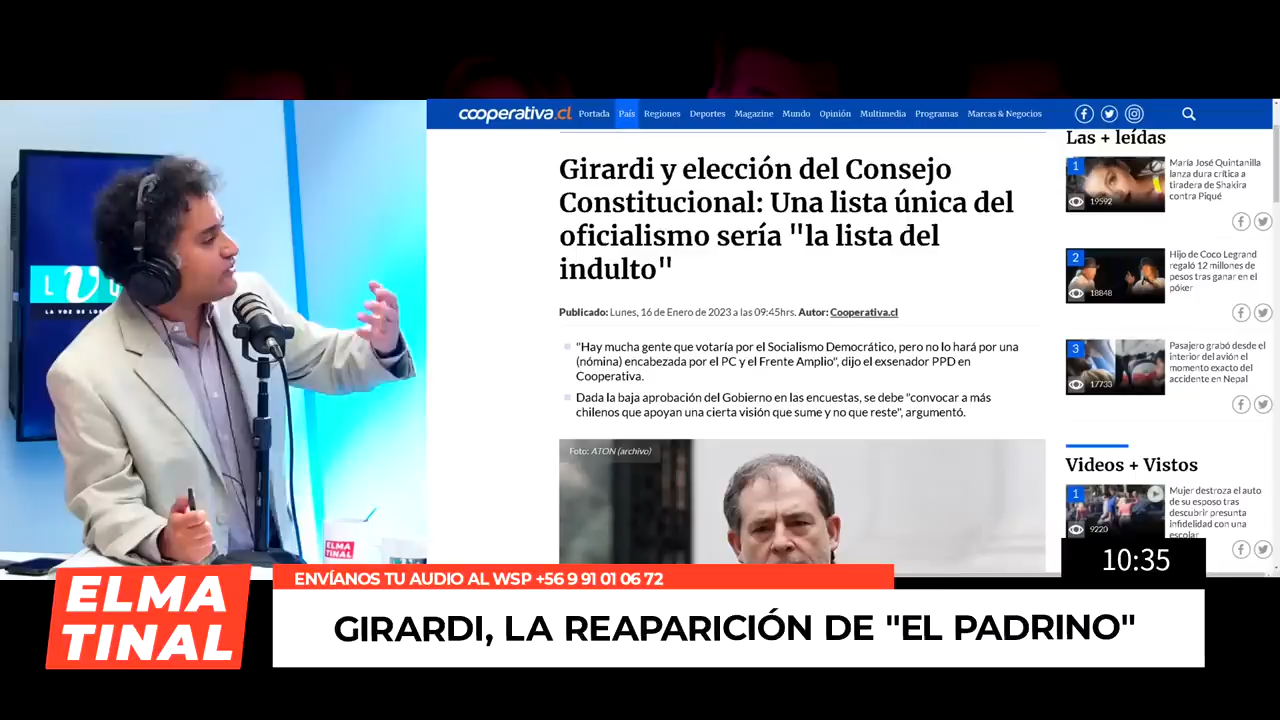 cooperativa.cl
Portada País Regiones Deportes Magazine Mundo Opinión Multimedia Programas Marcas & Negocios
Girardi y elección del Consejo
Constitucional: Una lista única del
oficialismo sería "la lista del
indulto"
Publicado: Lunes, 16 de Enero de 2023 a las 09:45hrs. Autor: Cooperativa.cl
"Hay mucha gente que votaría por el Socialismo Democrático, pero no lo hará por una
(nómina) encabezada por el PC y el Frente Amplio", dijo el exsenador PPD en
Cooperativa.
Dada la baja aprobación del Gobierno en las encuestas, se debe "convocar a más
chilenos que apoyan una cierta visión que sume y no que reste", argumentó.
Foto: ATON (archivo)
Las + leídas
1
19592
María José Quintanilla
lanza dura crítica a
tiradera de Shakira
contra Piqué
2
18848
Hijo de Coco Legrand
regaló 12 millones de
pesos tras ganar en el
póker
3
17733
Pasajero grabó desde el
interior del avión el
momento exacto del
accidente en Nepal
Videos + Vistos
1
9220
Mujer destroza el auto
de su esposo tras
descubrir presunta
infidelidad con una
escolar
LA VOZ DE LOS
ELMA
TINAL
10:35
ELMA
TINAL
ENVÍANOS TU AUDIO AL WSP +56 9 91 01 06 72
GIRARDI, LA REAPARICIÓN DE "EL PADRINO"